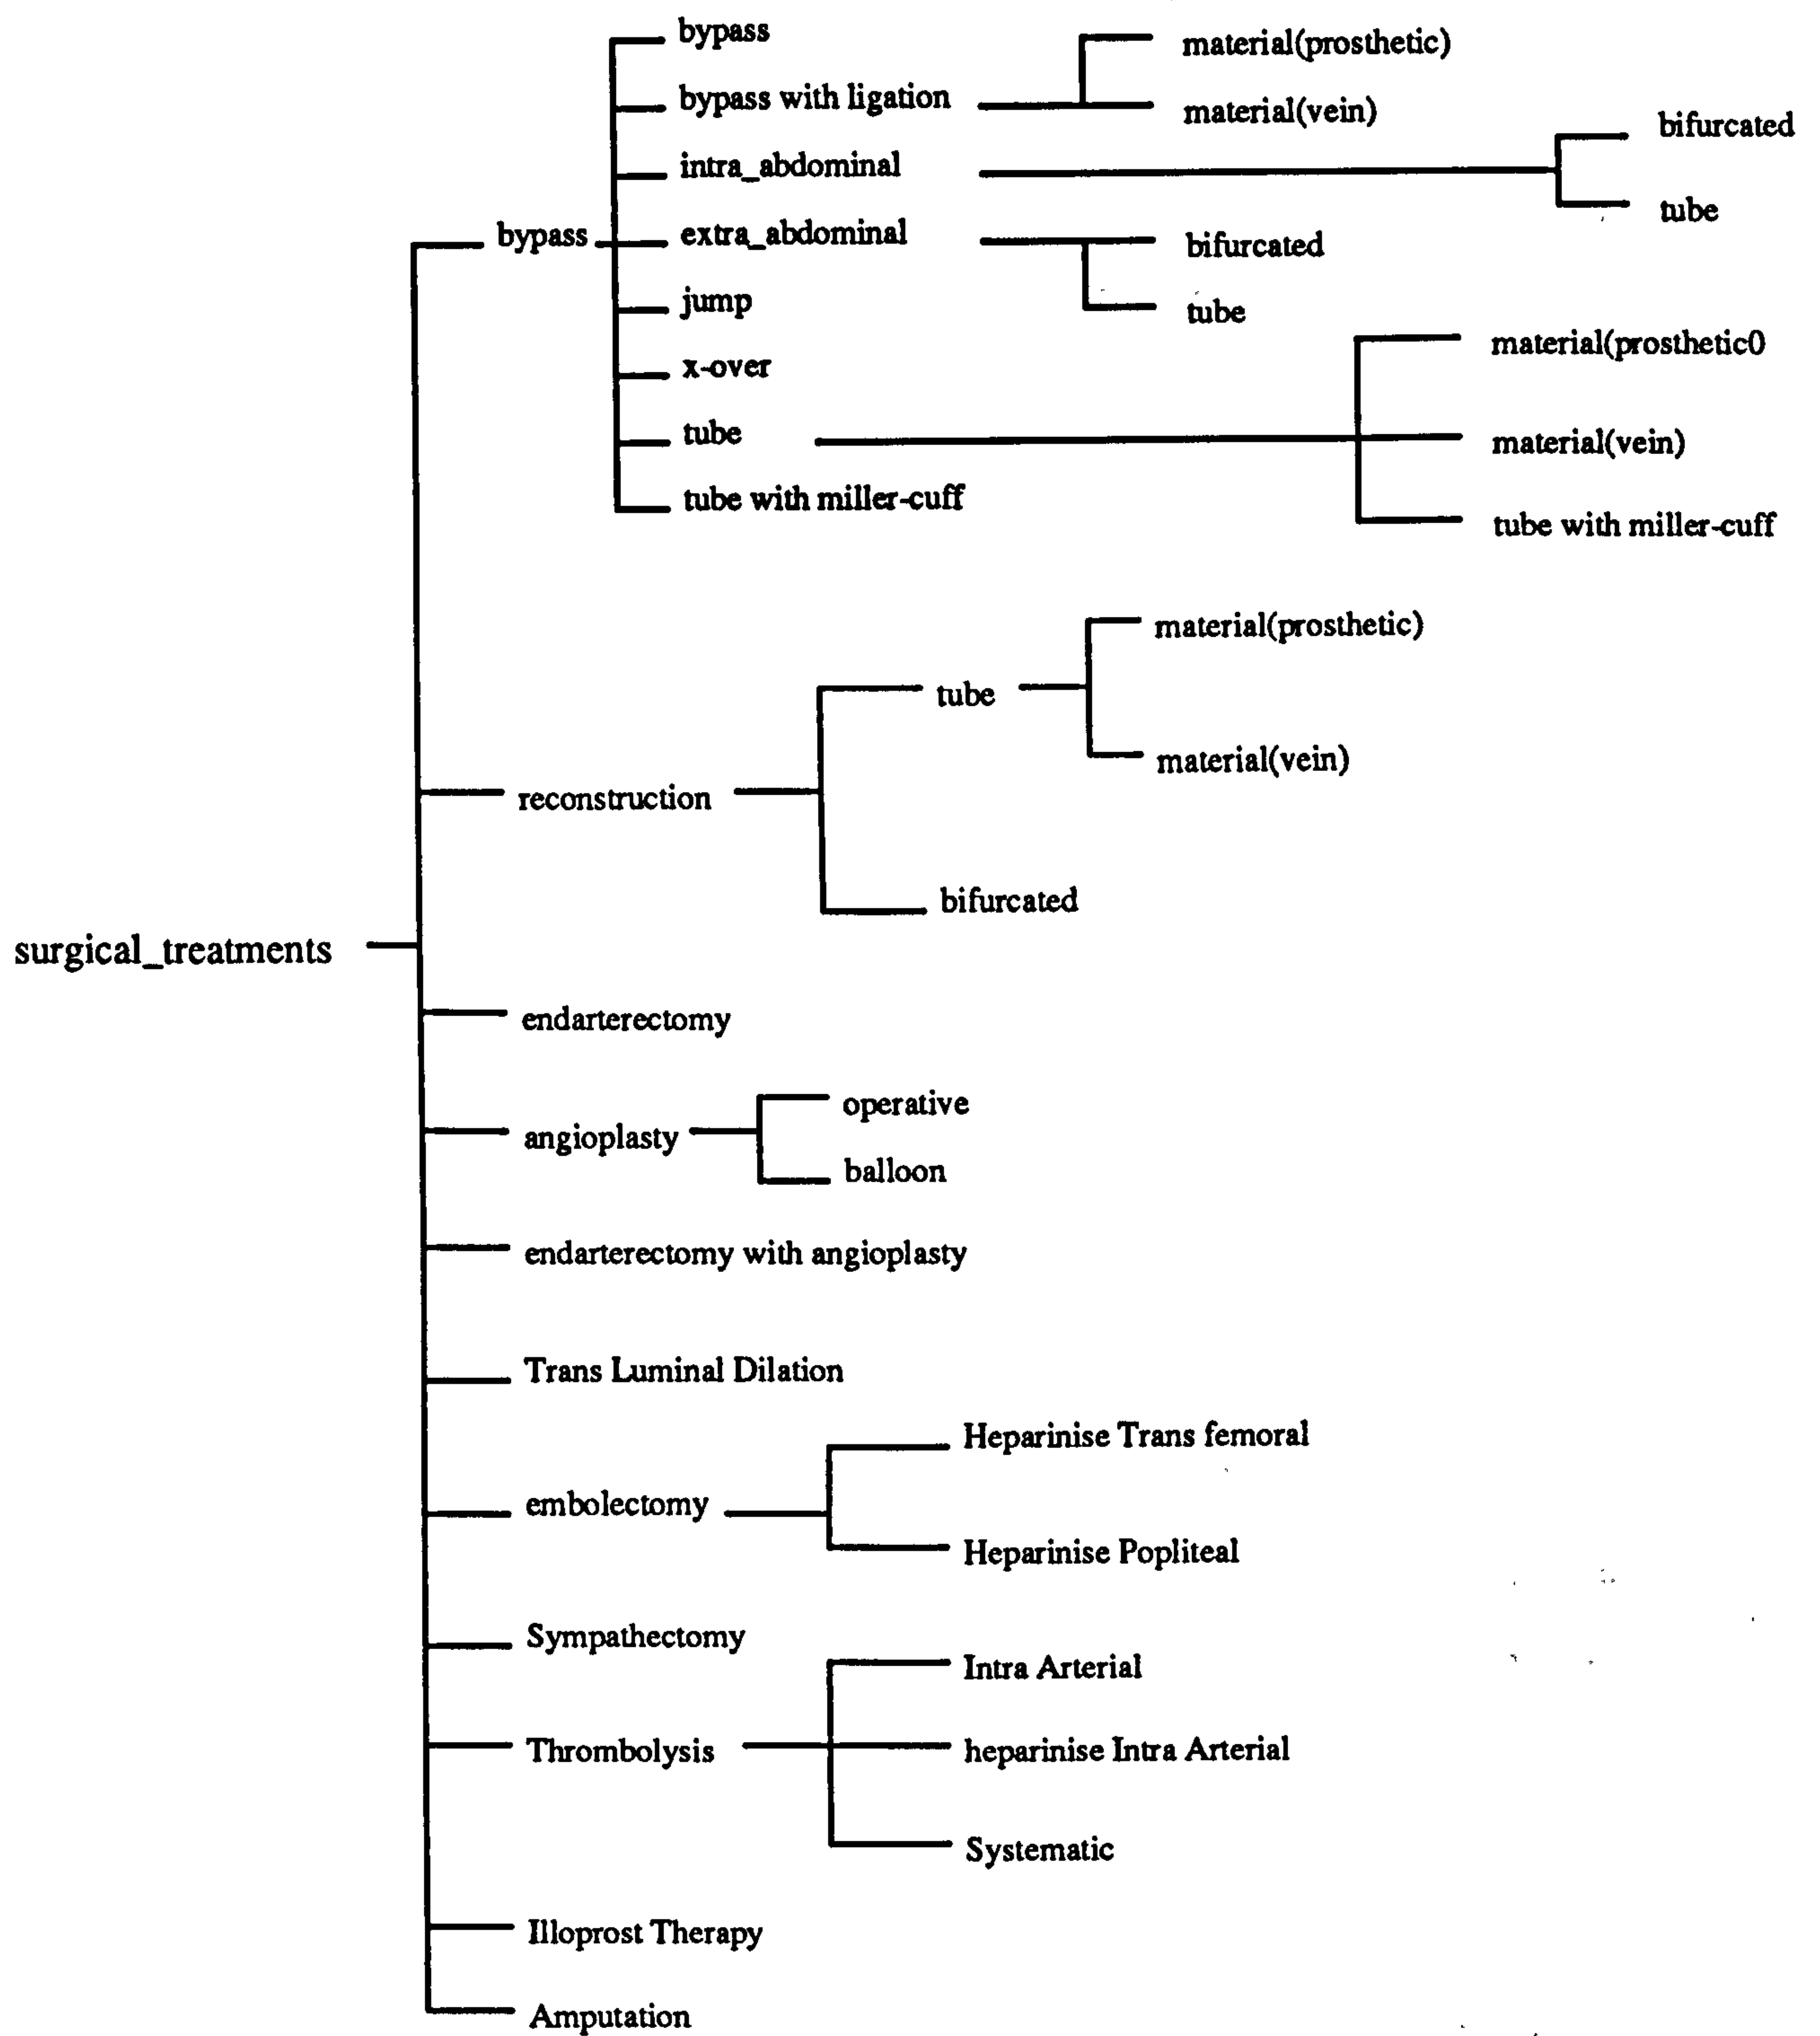 bypass
material(prosthetic)
bypass with ligation
material(vein)
bifurcated
intra_abdominal
tube
bypass
extra_abdominal
bifurcated
jump
tube
material(prosthetic0
x-over
tube
material(vein)
tube with miller-cuff
tube with miller-cuff
material(prosthetic)
tube
material(vein)
reconstruction
bifurcated
surgical_treatments
endarterectomy
operative
angioplasty
balloon
endarterectomy with angioplasty
Trans Luminal Dilation
Heparinise Trans femoral
embolectomy
Heparinise Popliteal
Sympathectomy
Intra Arterial
Thrombolysis
heparinise Intra Arterial
Systematic
Illoprost Therapy
Amputation